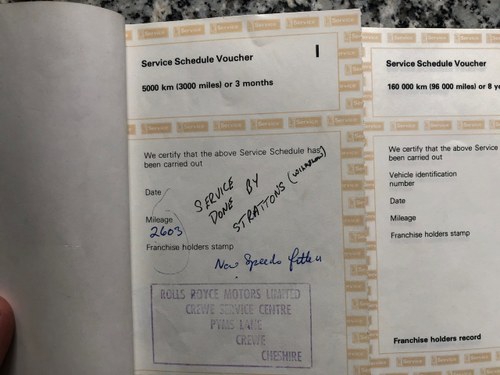 Service Schedule Voucher
I
5000 km (3000 miles) or 3 months
We certify that the above Service Schedule has
been carried out
Date
SERVICE
DONE BY
STRATTONS (WILMSLOW)
Mileage
2603
Franchise holders stamp
New Speedo fitted
ROLLS ROYCE MOTORS LIMITED
CREWE SERVICE CENTRE
PYMS LANE
CREWE
CHESHIRE
Service Schedule Voucher
160 000 km (96 000 miles) or 8 ye
We certify that the above Service
been carried out
Vehicle identification
number
Date
Mileage
Franchise holders stamp
Franchise holders record